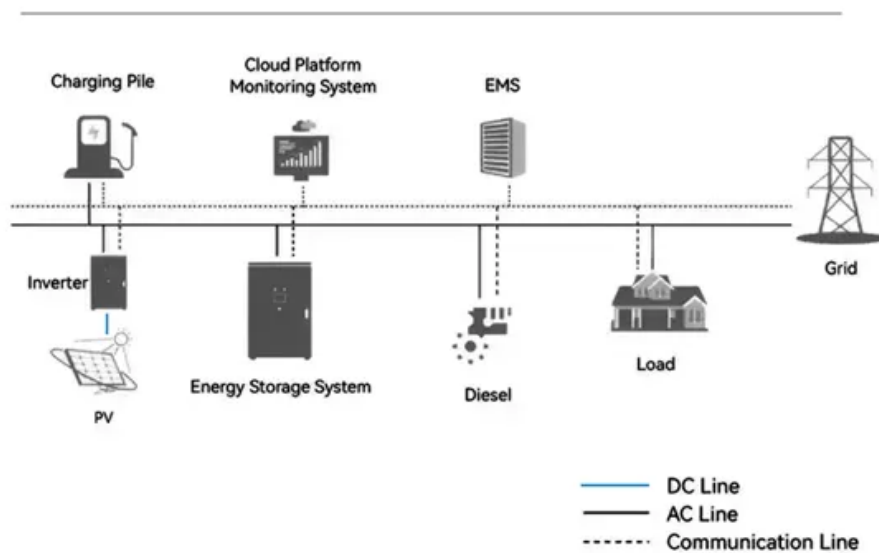 Charging Pile
Cloud Platform
Monitoring System
EMS
Grid
Inverter
PV
Energy Storage System
Diesel
Load
DC Line
AC Line
Communication Line